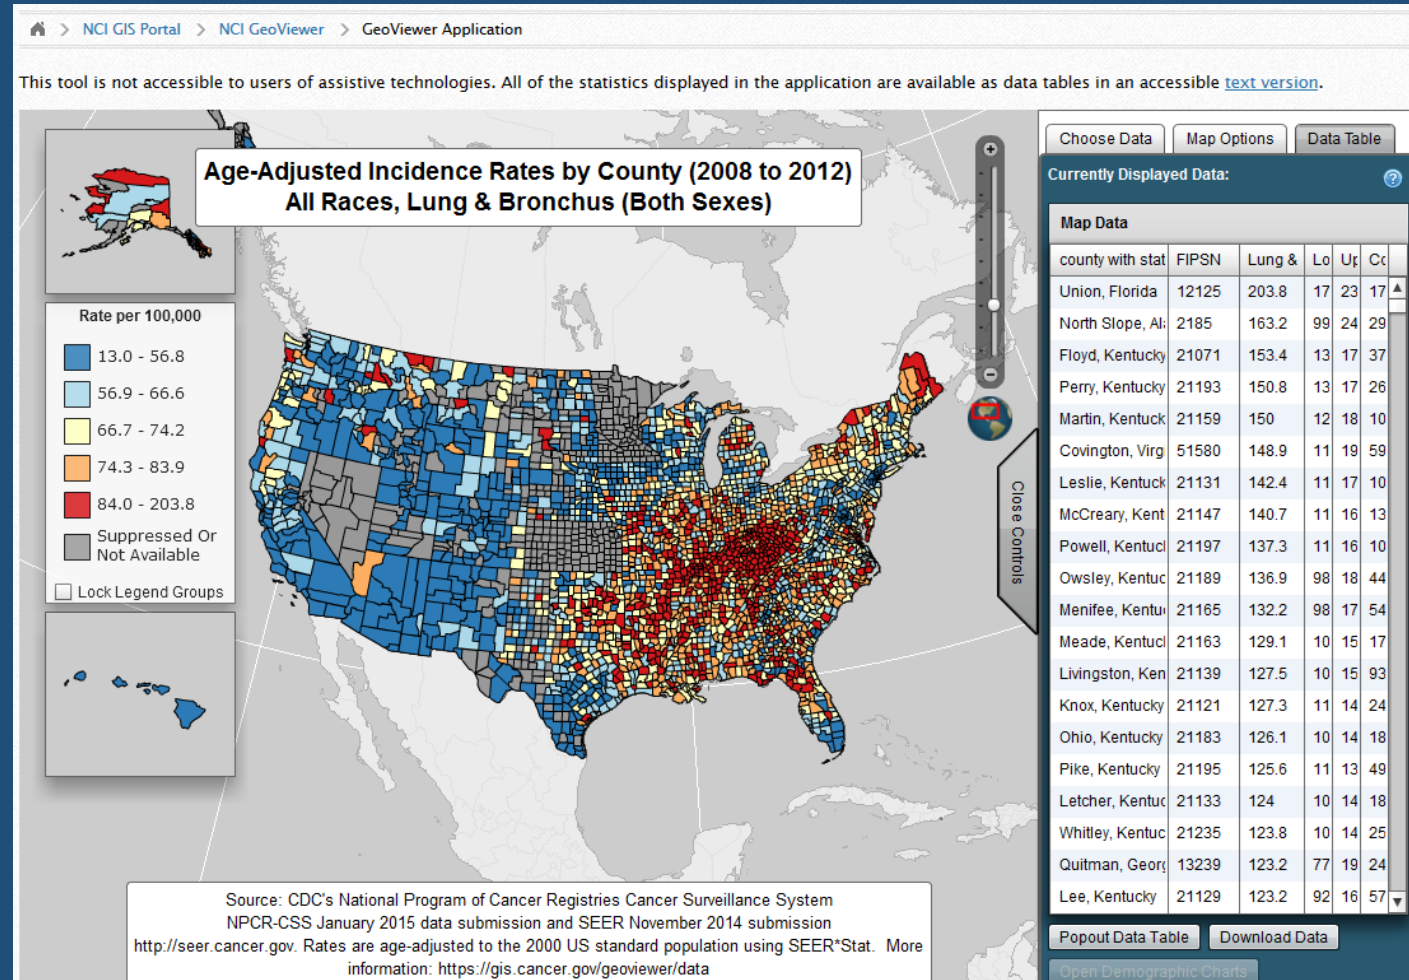 NCI GIS Portal > NCI GeoViewer > GeoViewer Application
This tool is not accessible to users of assistive technologies. All of the statistics displayed in the application are available as data tables in an accessible text version.
Age-Adjusted Incidence Rates by County (2008 to 2012)
All Races, Lung & Bronchus (Both Sexes)
Rate per 100,000
13.0 - 56.8
56.9 - 66.6
66.7 - 74.2
74.3 - 83.9
84.0 - 203.8
Suppressed Or
Not Available
Lock Legend Groups
Close Controls
Source: CDC's National Program of Cancer Registries Cancer Surveillance System
NPCR-CSS January 2015 data submission and SEER November 2014 submission
http://seer.cancer.gov. Rates are age-adjusted to the 2000 US standard population using SEER*Stat. More
information: https://gis.cancer.gov/geoviewer/data
Choose Data Map Options Data Table
Currently Displayed Data: ?
Map Data
county with stat FIPSN Lung & Lo Up Cc
Union, Florida 12125 203.8 17 23 17
North Slope, Al 2185 163.2 99 24 29
Floyd, Kentucky 21071 153.4 13 17 37
Perry, Kentucky 21193 150.8 13 17 26
Martin, Kentuck 21159 150 12 18 10
Covington, Virg 51580 148.9 11 19 59
Leslie, Kentuck 21131 142.4 11 17 10
McCreary, Kent 21147 140.7 11 16 13
Powell, Kentucl 21197 137.3 11 16 10
Owsley, Kentuc 21189 136.9 98 18 44
Menifee, Kentu 21165 132.2 98 17 54
Meade, Kentucl 21163 129.1 10 15 17
Livingston, Ken 21139 127.5 10 15 93
Knox, Kentucky 21121 127.3 11 14 24
Ohio, Kentucky 21183 126.1 10 14 18
Pike, Kentucky 21195 125.6 11 13 49
Letcher, Kentuc 21133 124 10 14 18
Whitley, Kentuc 21235 123.8 10 14 25
Quitman, Georg 13239 123.2 77 19 24
Lee, Kentucky 21129 123.2 92 16 57
Popout Data Table Download Data
Open Demographic Charts